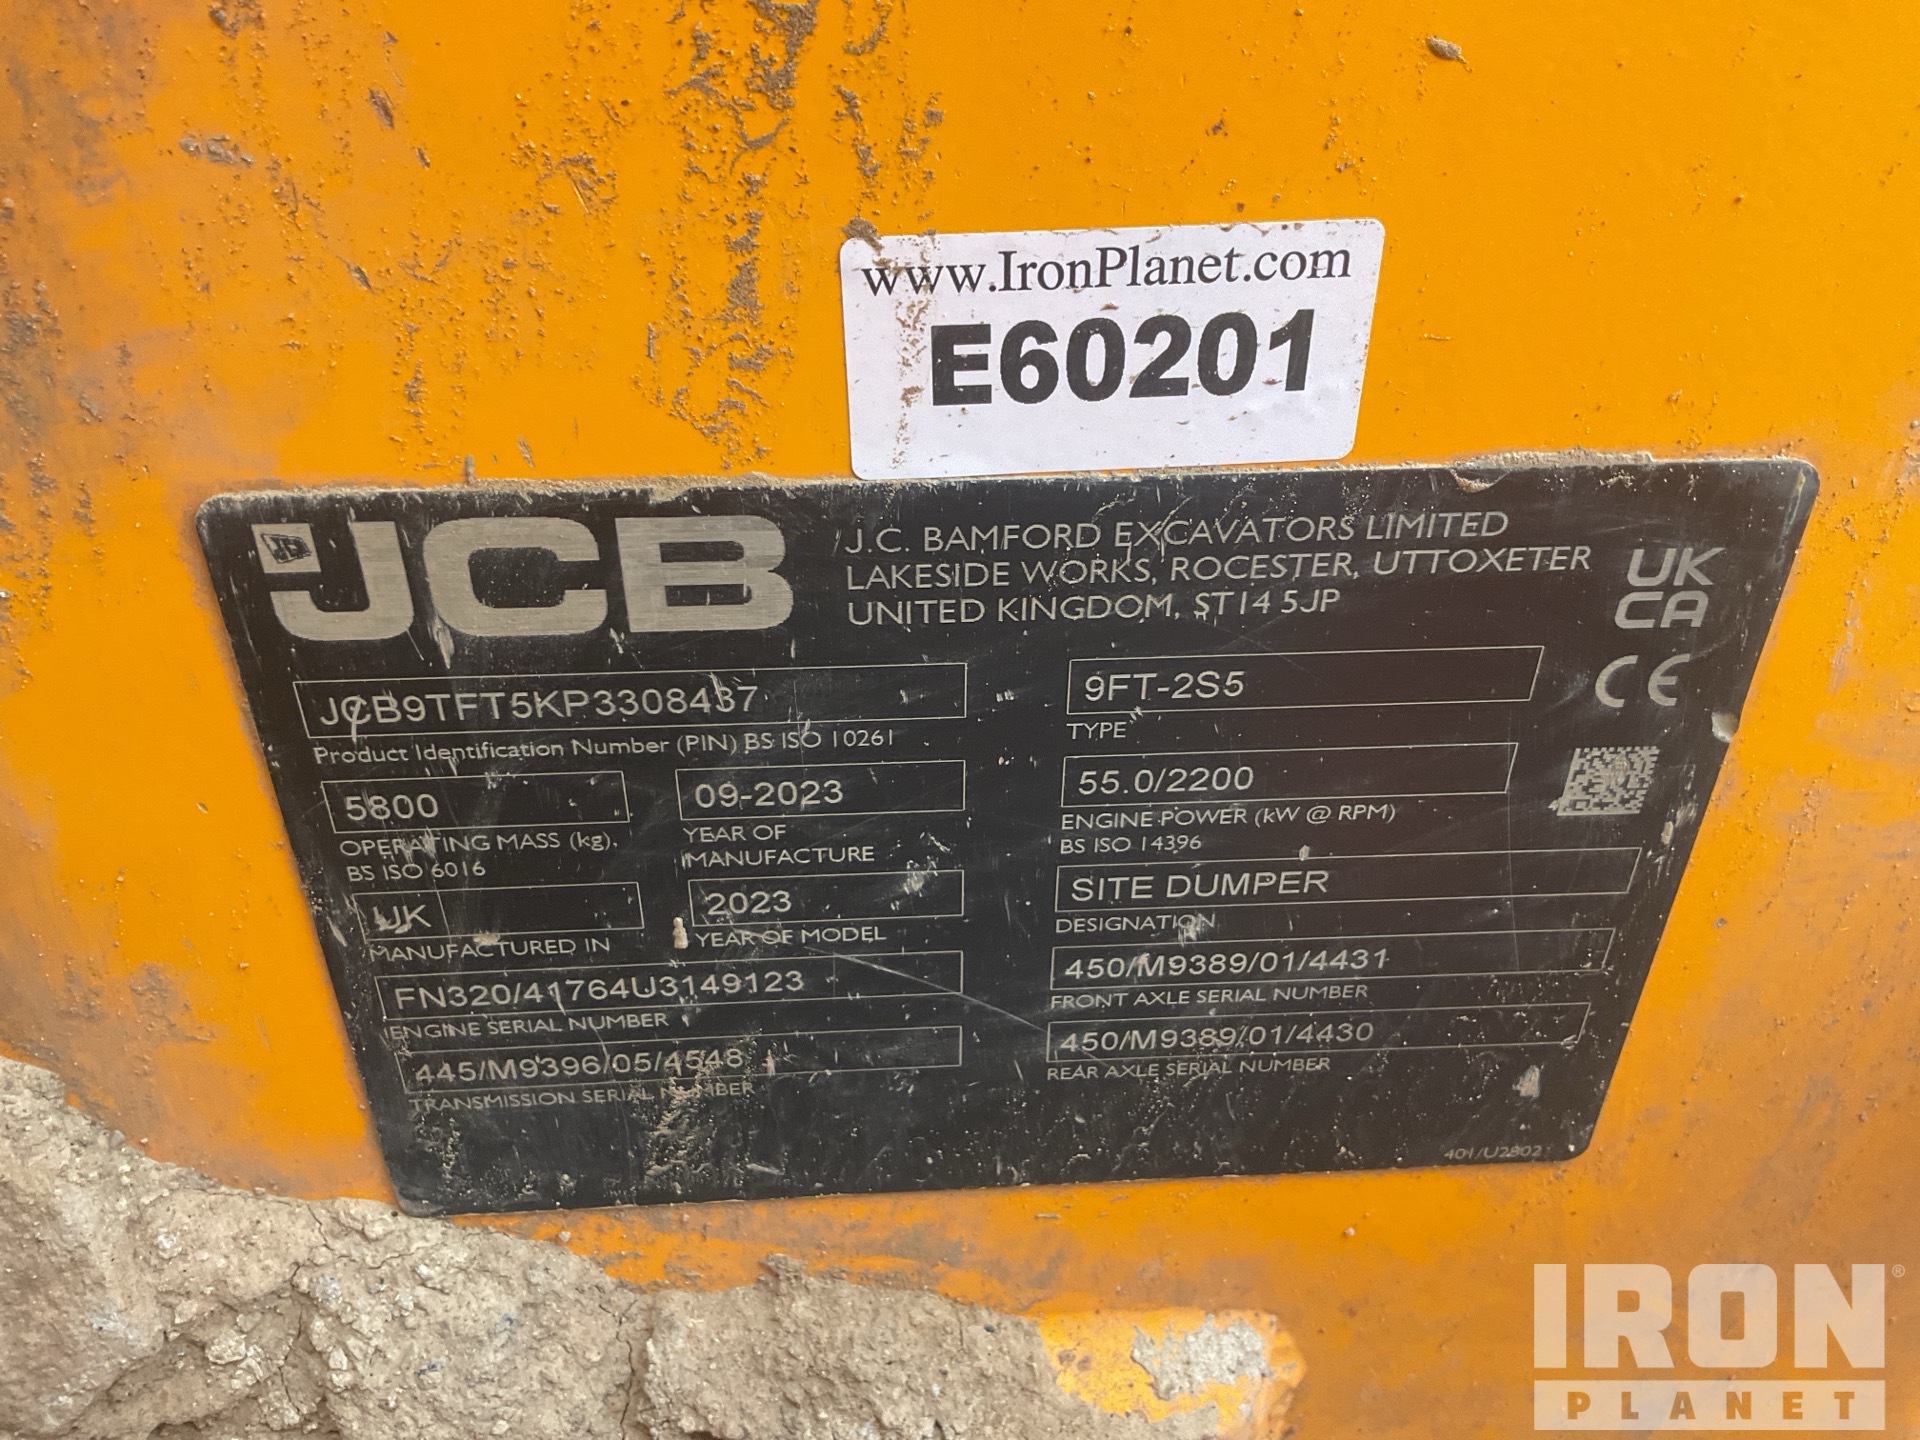 www.IronPlanet.com
E60201
JCB
J.C. BAMFORD EXCAVATORS LIMITED
LAKESIDE WORKS, ROCESTER, UTTOXETER
UNITED KINGDOM, ST14 5JP
UK
CA
CE
JCB9TFT5KP3308437
Product Identification Number (PIN) BS ISO 10261
9FT-2S5
TYPE
5800
OPERATING MASS (kg),
BS ISO 6016
09-2023
YEAR OF
MANUFACTURE
55.0/2200
ENGINE POWER (kW @ RPM)
BS ISO 14396
UK
MANUFACTURED IN
2023
YEAR OF MODEL
SITE DUMPER
DESIGNATION
FN320/41764U3149123
ENGINE SERIAL NUMBER
450/M9389/01/4431
FRONT AXLE SERIAL NUMBER
445/M9396/05/4548
TRANSMISSION SERIAL NUMBER
450/M9389/01/4430
REAR AXLE SERIAL NUMBER
401/U2802
IRON®
PLANET